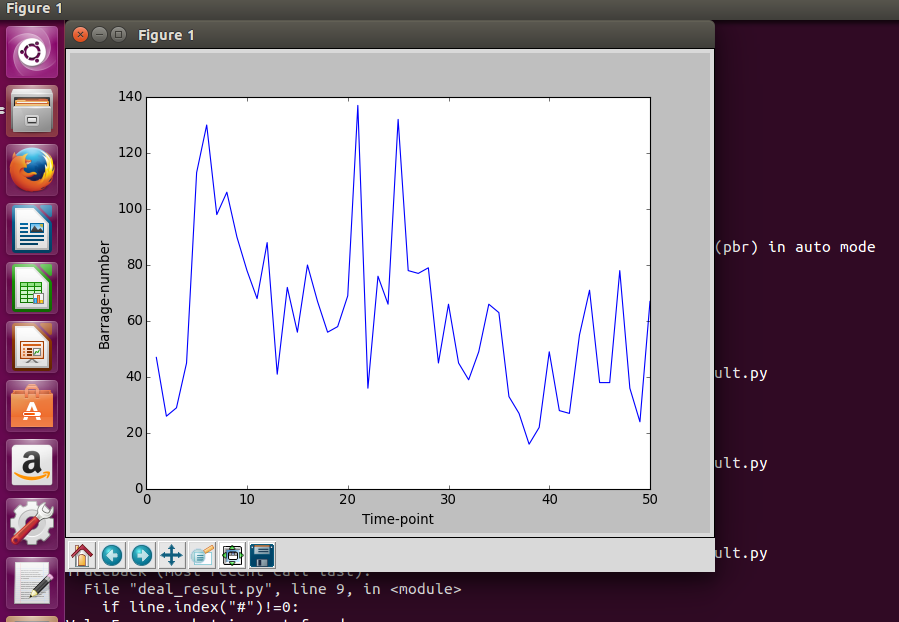 Figure 1
Figure 1
140
120
100
80
60
40
20
0
Barrage-number
0 10 20 30 40 50
Time-point
(pbr) in auto mode
ult.py
ult.py
ult.py
Traceback (most recent call last):
File "deal_result.py", line 9, in <module>
if line.index("#")!=0: